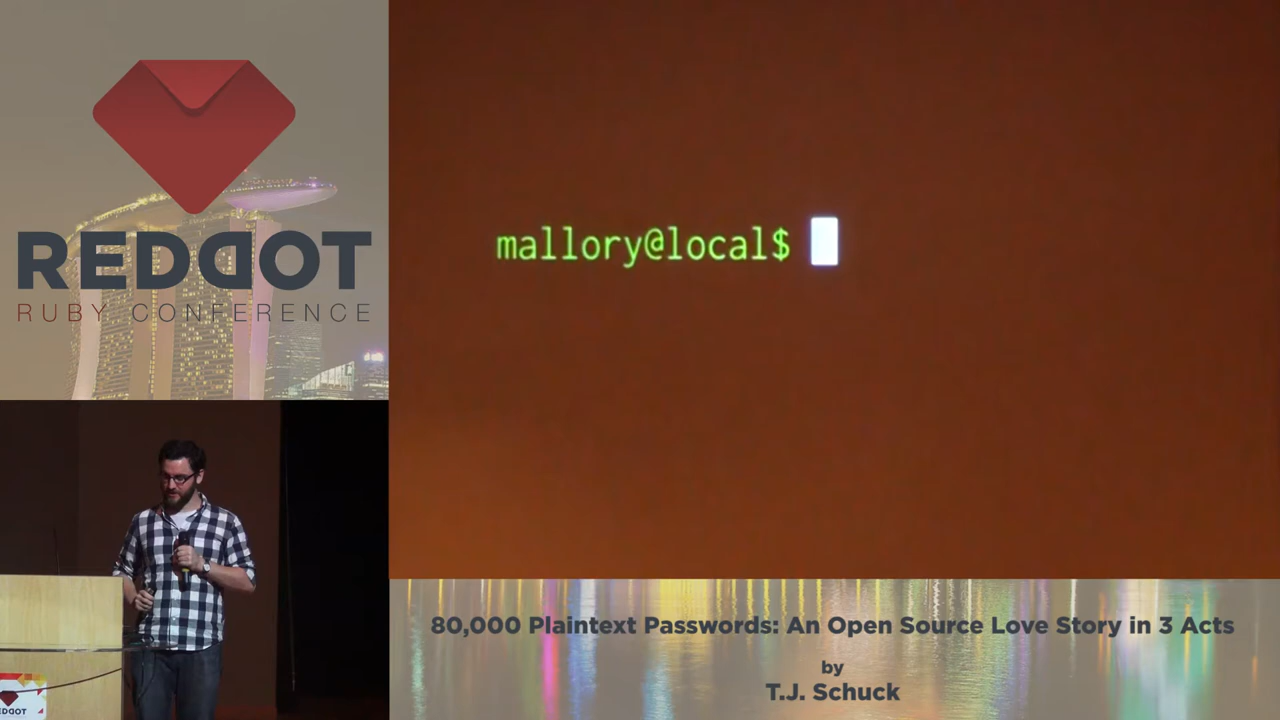 REDDOT
RUBY CONFERENCE
mallory@local$
80,000 Plaintext Passwords: An Open Source Love Story in 3 Acts
by
T.J. Schuck
REDDOT